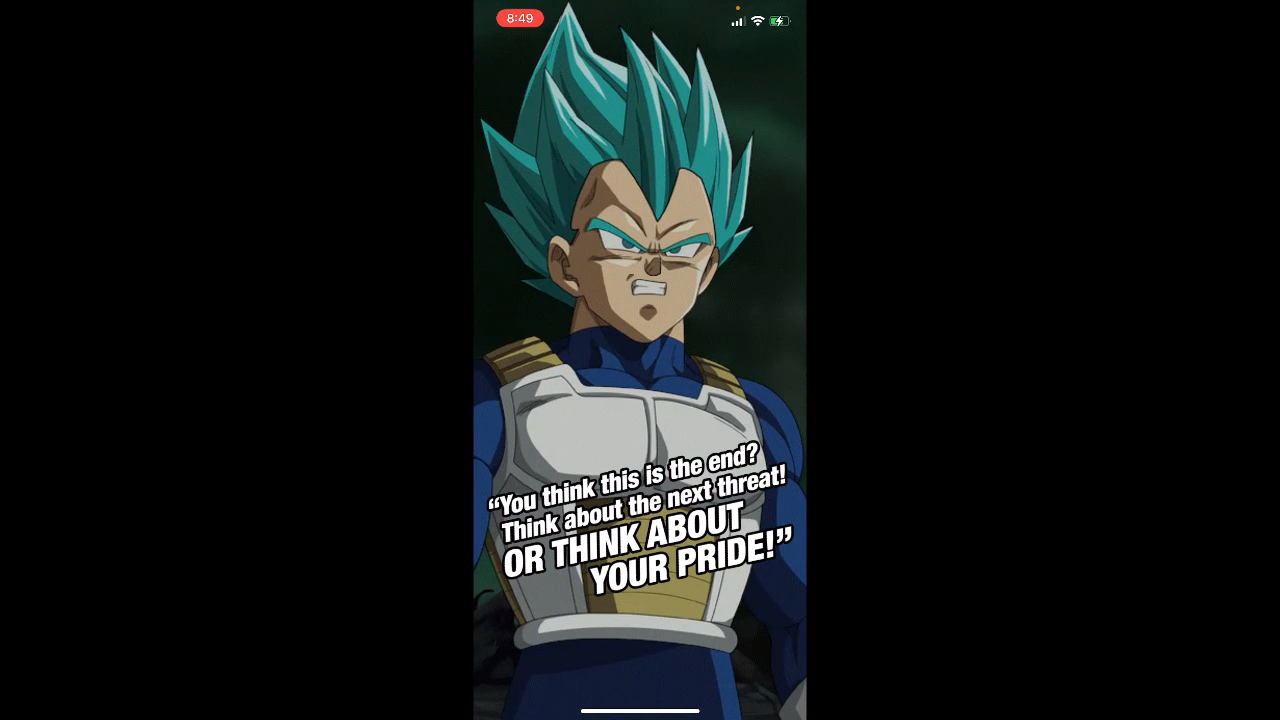 8:49
“You think this is the end?
Think about the next threat!
OR THINK ABOUT
YOUR PRIDE!”